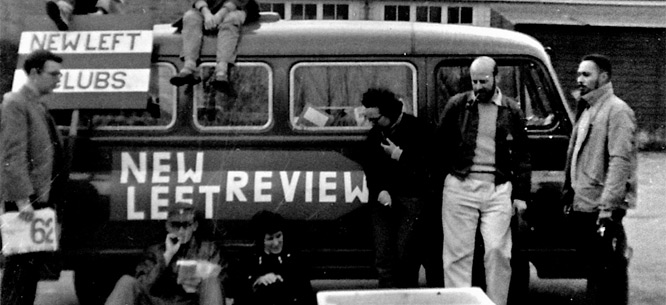 NEW LEFT
CLUBS
NEW
LEFT REVIEW
62